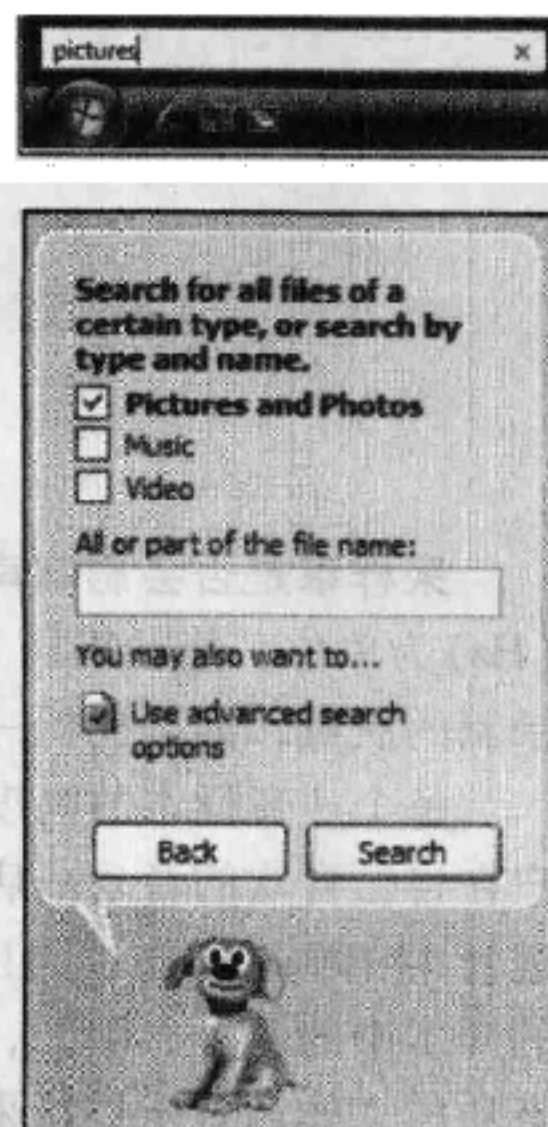 pictures
Search for all files of a
certain type, or search by
type and name.
Pictures and Photos
Music
Video
All or part of the file name:
You may also want to...
Use advanced search
options
Back Search